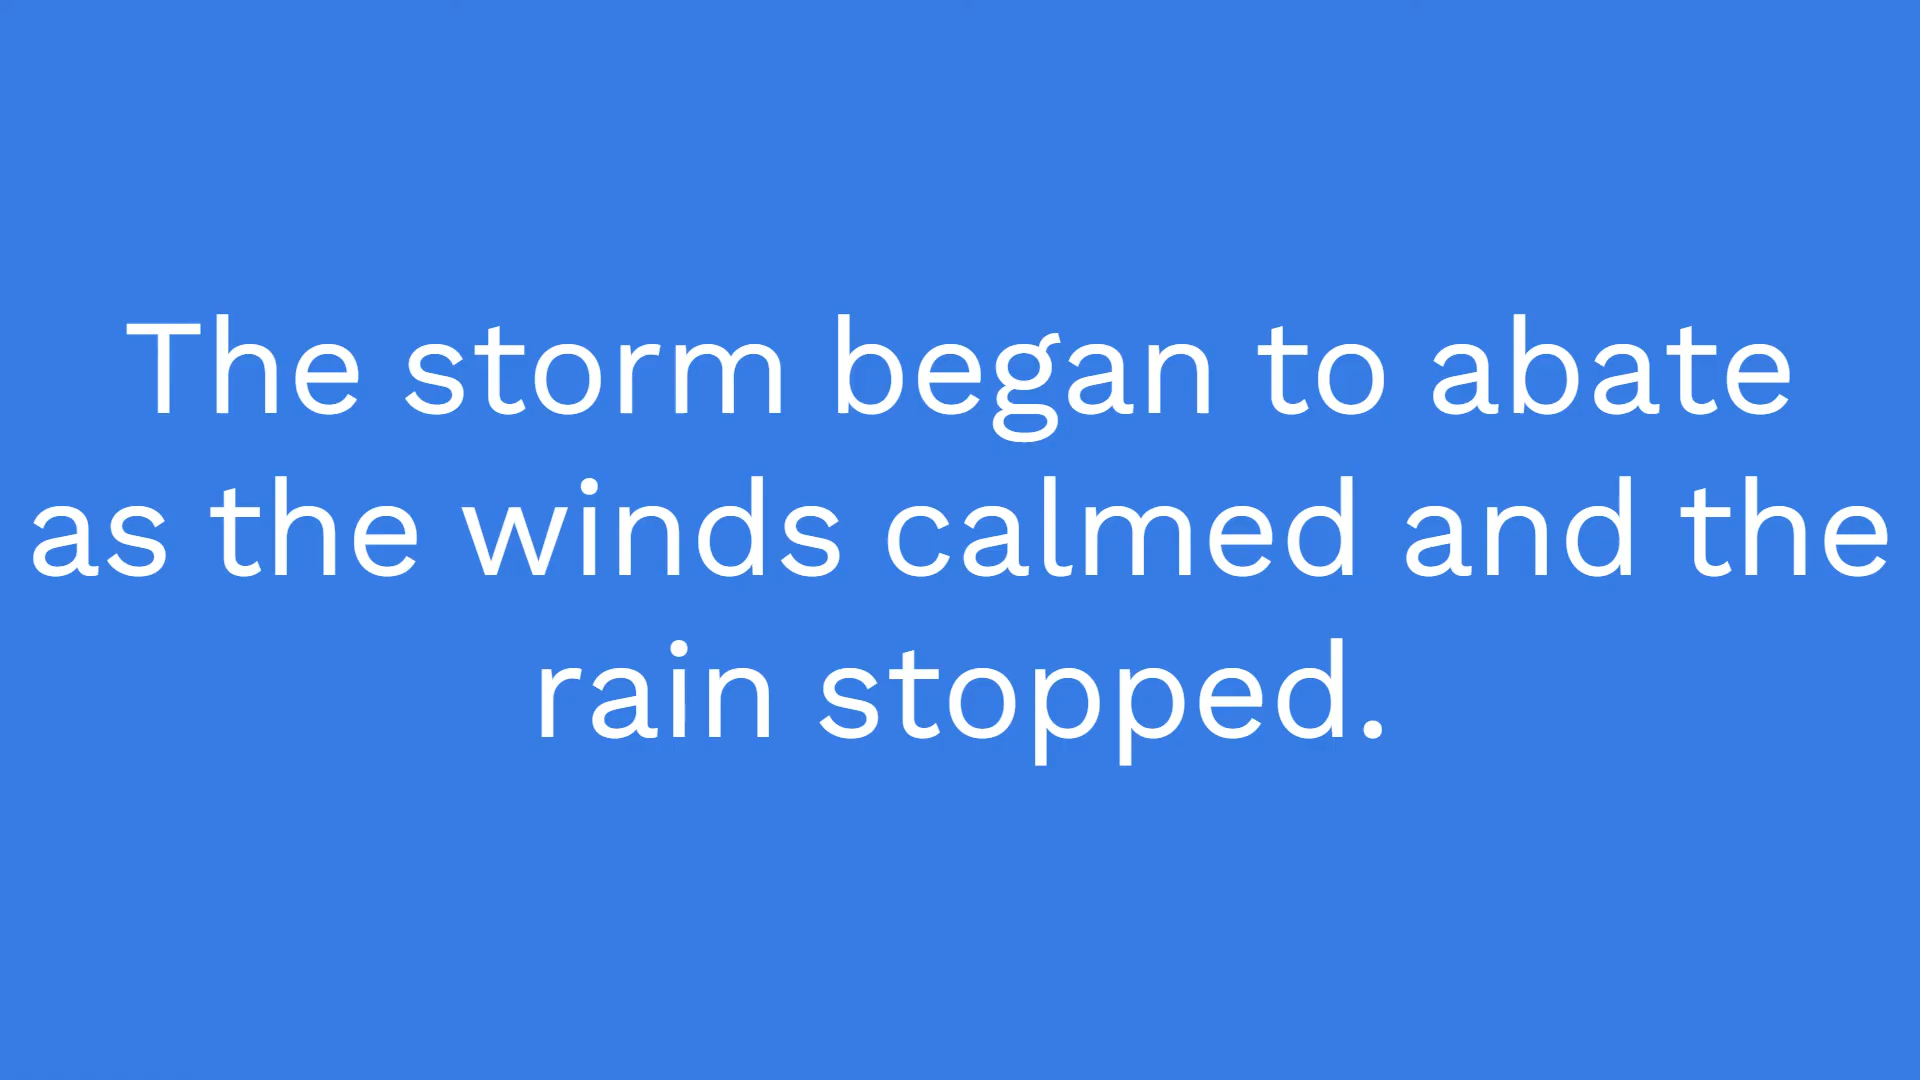 The storm began to abate
as the winds calmed and the
rain stopped.